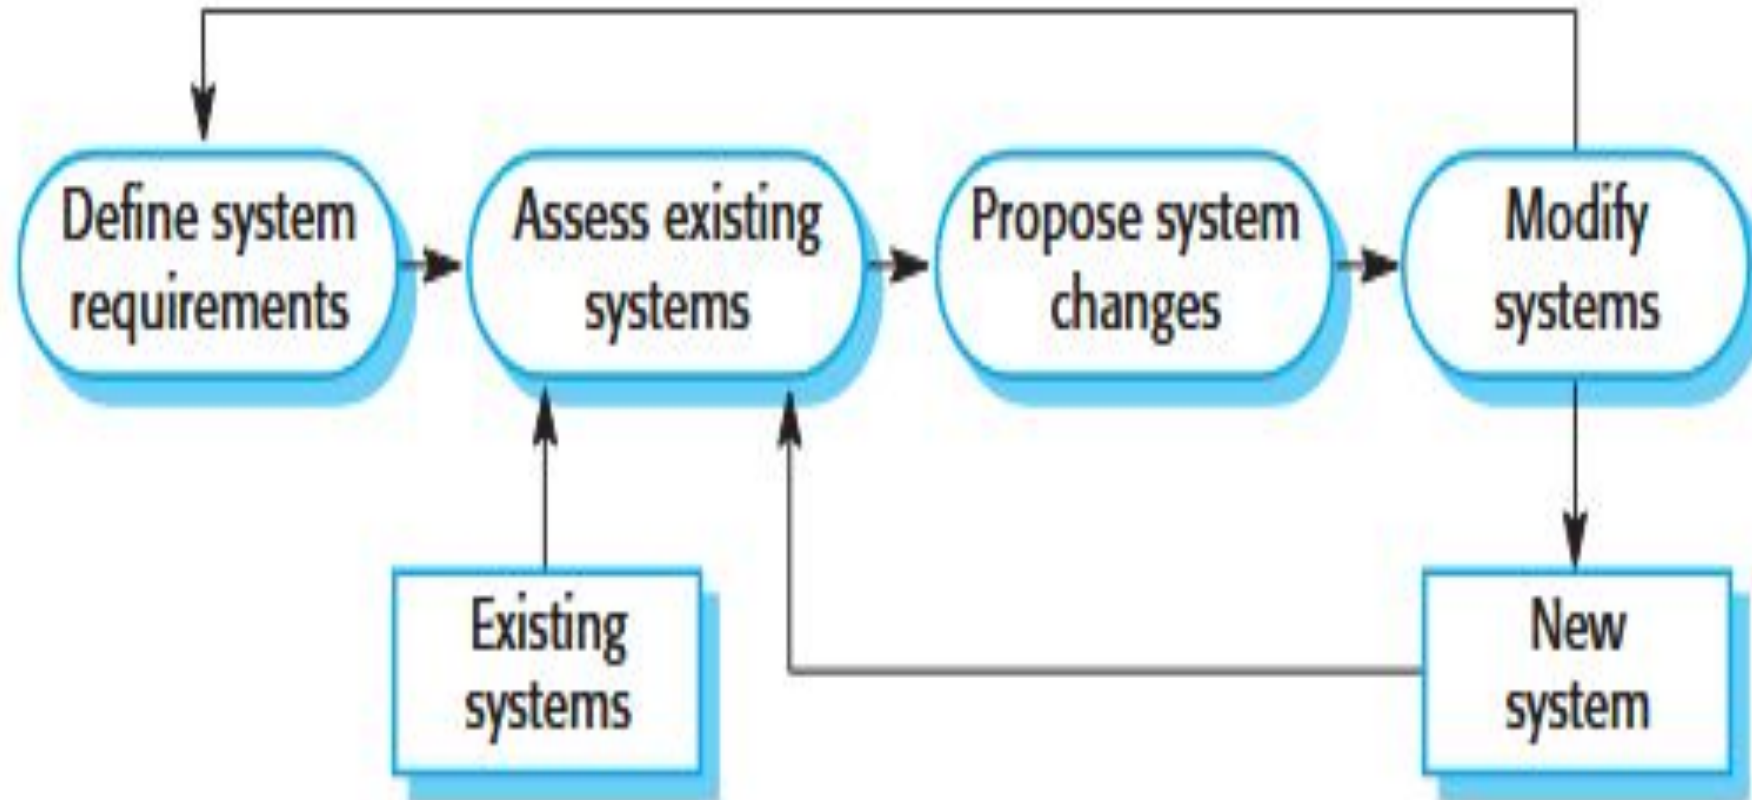 Define system
requirements
Assess existing
systems
Propose system
changes
Modify
systems
Existing
systems
New
system